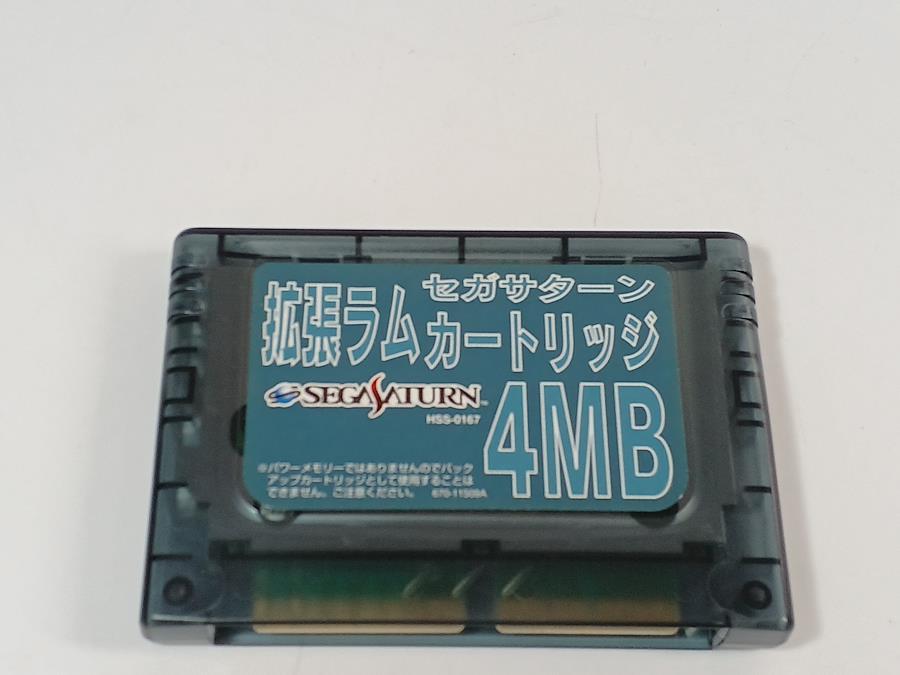 セガサターン
拡張ラムカートリッジ
SEGA SATURN™
HSS-0167
4MB
※パワーメモリーではありませんのでバック
アップカートリッジとして使用することは
できません。ご注意ください。
670-11509A